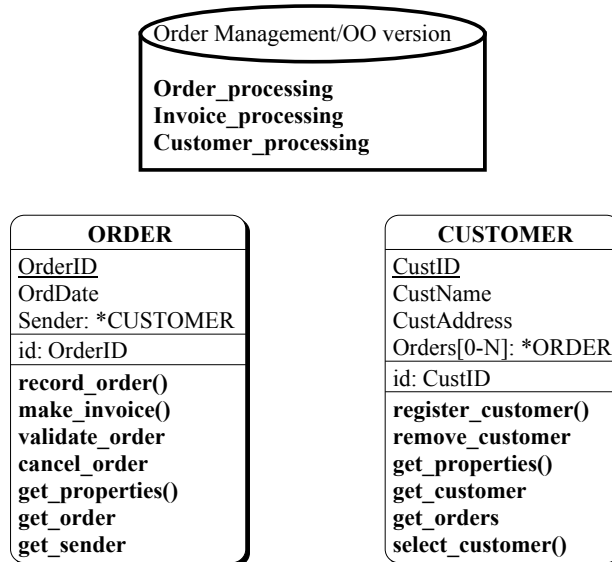 Order Management/OO version
Order_processing
Invoice_processing
Customer_processing
ORDER
OrderID
OrdDate
Sender: *CUSTOMER
id: OrderID
record_order()
make_invoice()
validate_order
cancel_order
get_properties()
get_order
get_sender
CUSTOMER
CustID
CustName
CustAddress
Orders[0-N]: *ORDER
id: CustID
register_customer()
remove_customer
get_properties()
get_customer
get_orders
select_customer()